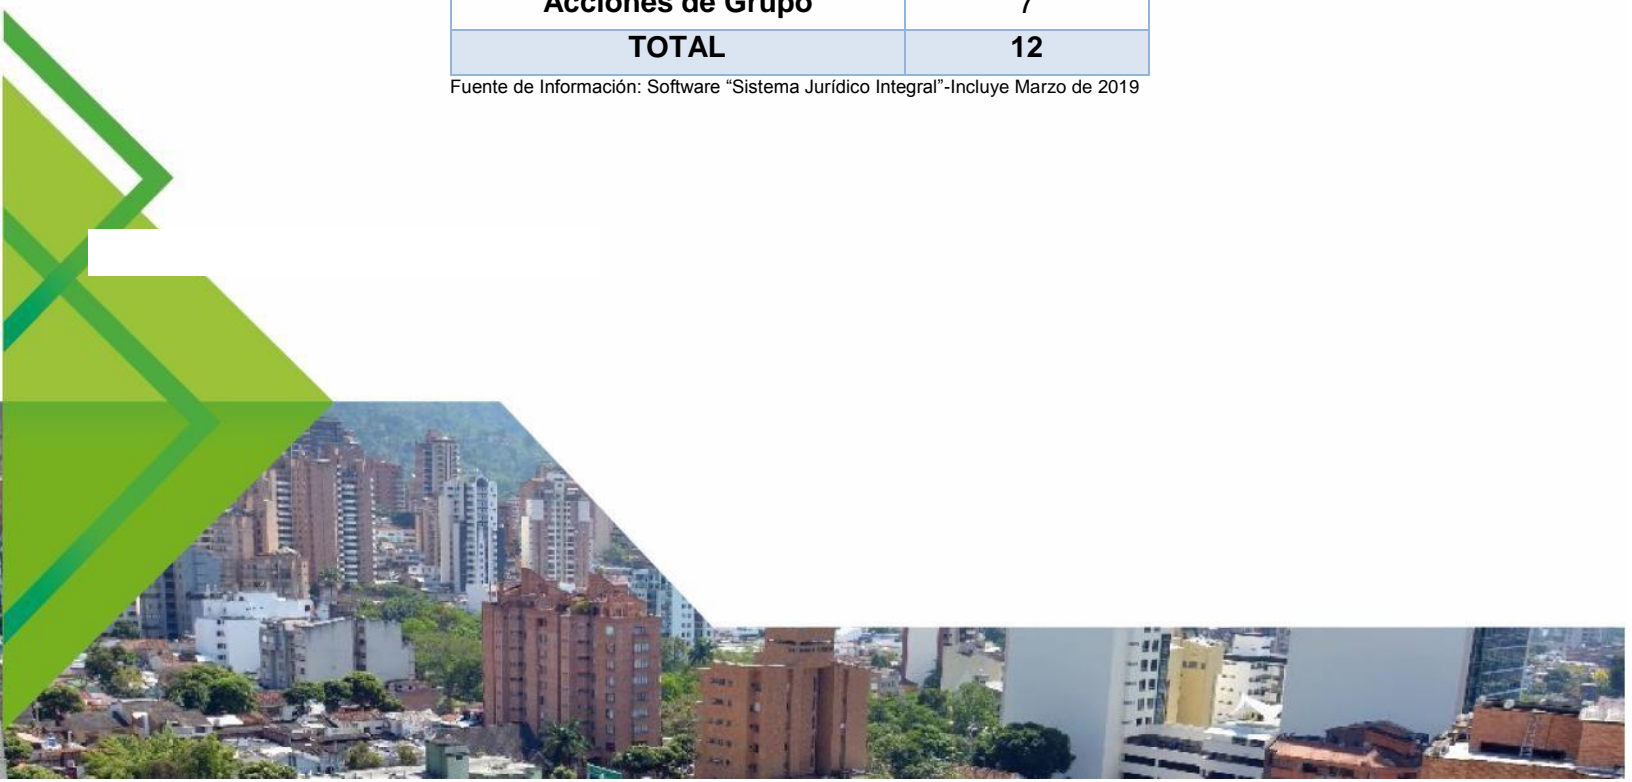 Acciones de Grupo 7
TOTAL 12
Fuente de Información: Software “Sistema Jurídico Integral”-Incluye Marzo de 2019